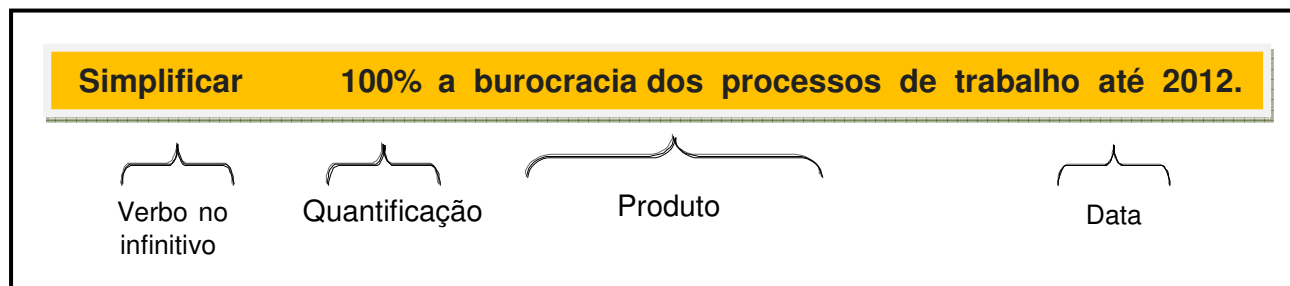 Simplificar 100% a burocracia dos processos de trabalho até 2012.
Verbo no infinitivo
Quantificação
Produto
Data